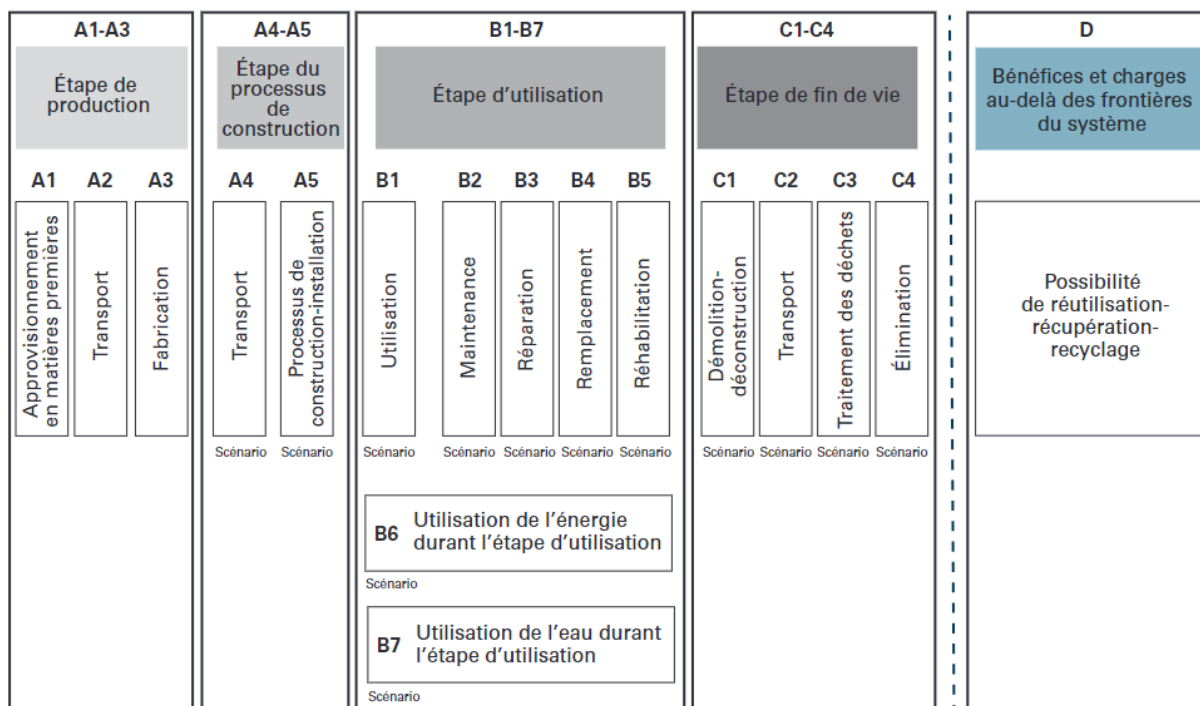 A1-A3
Étape de
production
A1
A2
A3
Approvisionnement
en matières premières
Transport
Fabrication
A4-A5
Étape du
processus
de
construction
A4
A5
Transport
Processus de
construction-installation
Scénario
Scénario
B1-B7
Étape d'utilisation
B1
B2
B3
B4
B5
Utilisation
Maintenance
Réparation
Remplacement
Réhabilitation
Scénario
Scénario
Scénario
Scénario
Scénario
B6
Utilisation de l'énergie
durant l'étape d'utilisation
Scénario
B7
Utilisation de l'eau durant
l'étape d'utilisation
Scénario
C1-C4
Étape de fin de vie
C1
C2
C3
C4
Démolition-
déconstruction
Transport
Traitement des déchets
Élimination
Scénario
Scénario
Scénario
Scénario
D
Bénéfices et charges
au-delà des frontières
du système
Possibilité
de réutilisation-
récupération-
recyclage